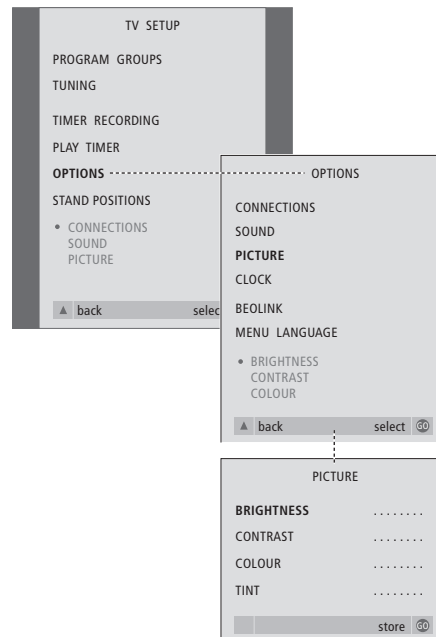 TV SETUP
PROGRAM GROUPS
TUNING
TIMER RECORDING
PLAY TIMER
OPTIONS
STAND POSITIONS
• CONNECTIONS
SOUND
PICTURE
▲ back selec
OPTIONS
CONNECTIONS
SOUND
PICTURE
CLOCK
BEOLINK
MENU LANGUAGE
• BRIGHTNESS
CONTRAST
COLOUR
▲ back select GO
PICTURE
BRIGHTNESS ........
CONTRAST ........
COLOUR ........
TINT ........
store GO